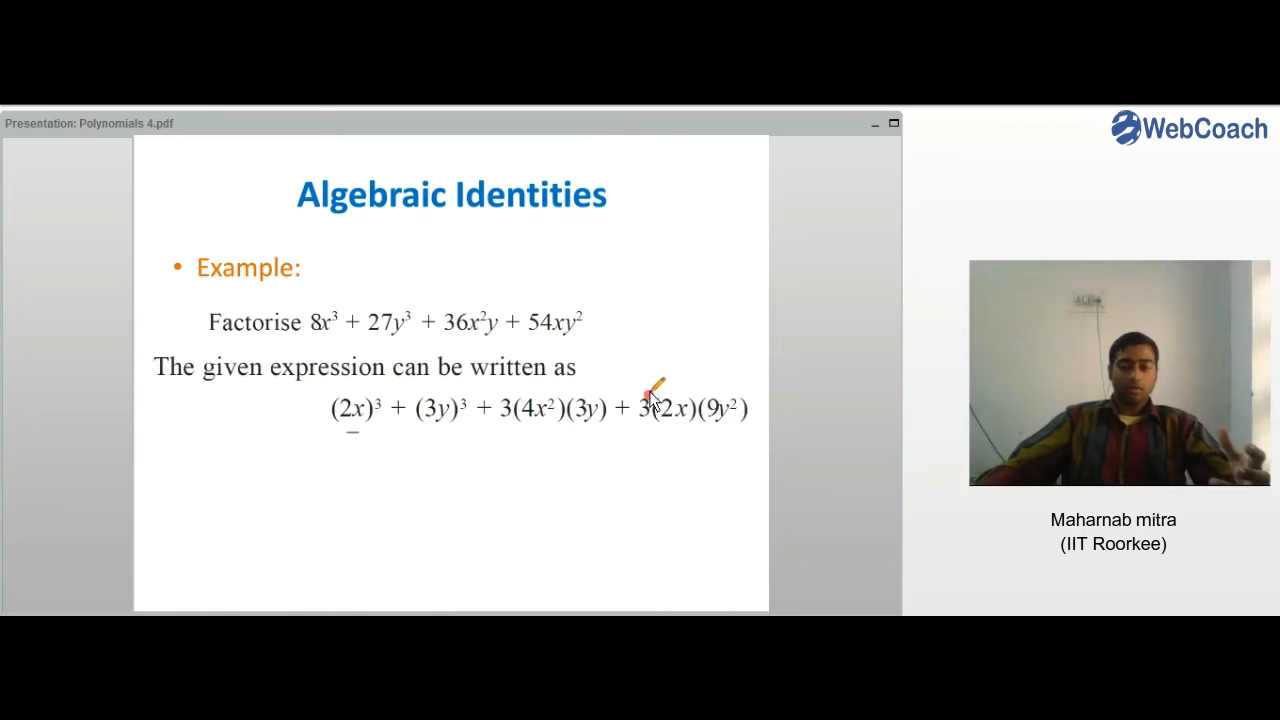 Presentation: Polynomials 4.pdf
WebCoach
Algebraic Identities
• Example:
Factorise 8x³ + 27y³ + 36x²y + 54xy²
The given expression can be written as
(2x)³ + (3y)³ + 3(4x²)(3y) + 3(2x)(9y²)
Maharnab mitra
(IIT Roorkee)